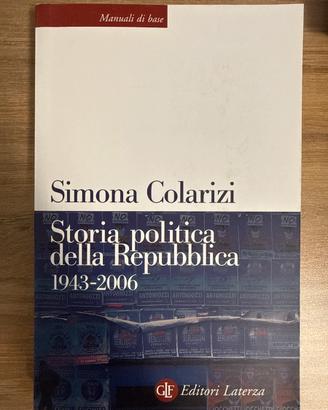 Manuali di base
Simona Colarizi
Storia politica
della Repubblica
1943-2006
GLF Editori Laterza